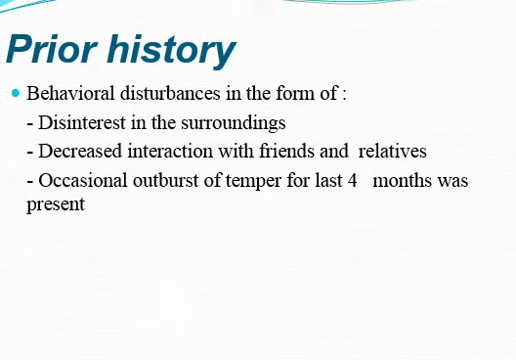 Prior history
• Behavioral disturbances in the form of :
- Disinterest in the surroundings
- Decreased interaction with friends and relatives
- Occasional outburst of temper for last 4 months was
present